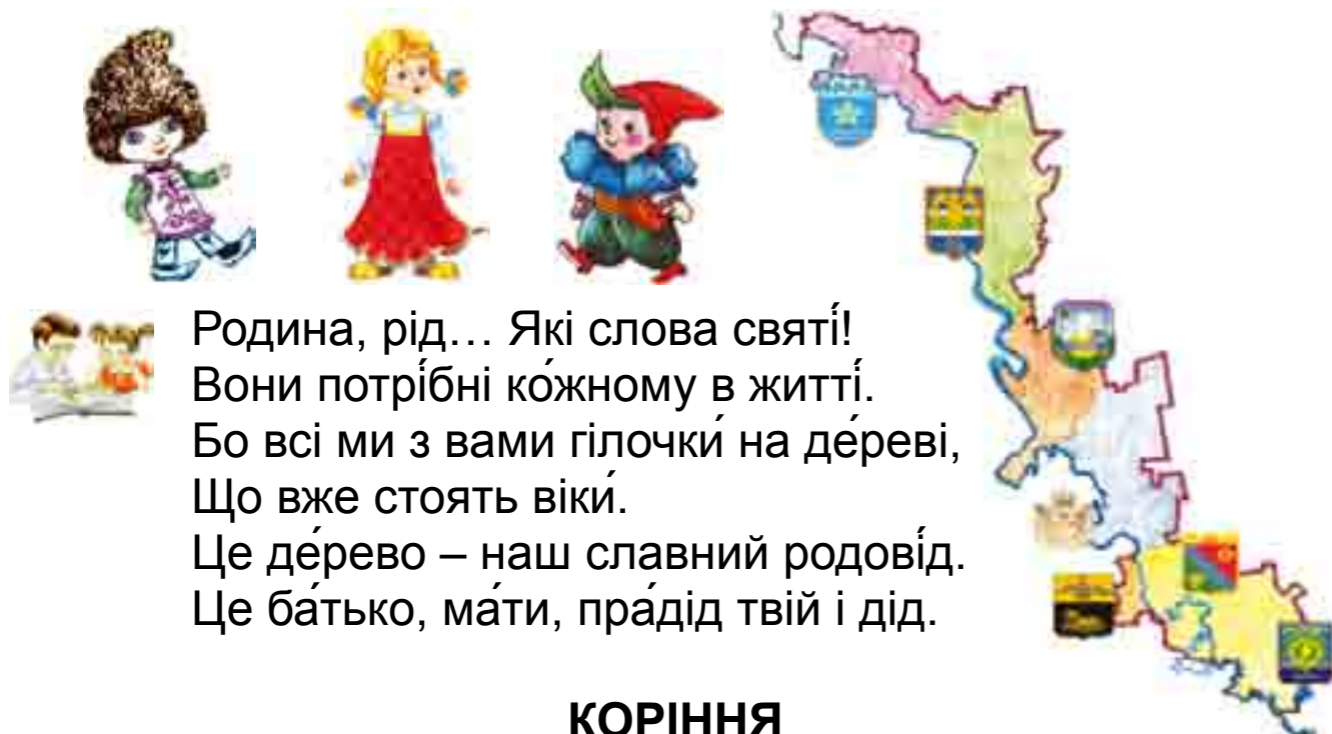 Родина, рід… Які слова святі́!
Вони потрі́бні ко́жному в житті́.
Бо всі ми з вами гілочки́ на де́реві,
Що вже стоять віки́.
Це де́рево – наш славний родові́д.
Це ба́тько, ма́ти, пра́дід твій і дід.
КОРІННЯ